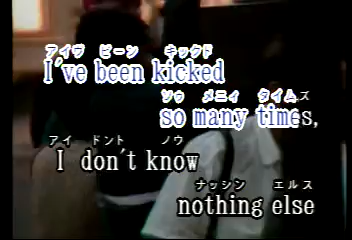 アイヴ ビーン キックド
I've been kicked
ソゥ メニィ タイムズ
so many times,
アイ ドント ノウ
I don't know
ナッシン エルス
nothing else